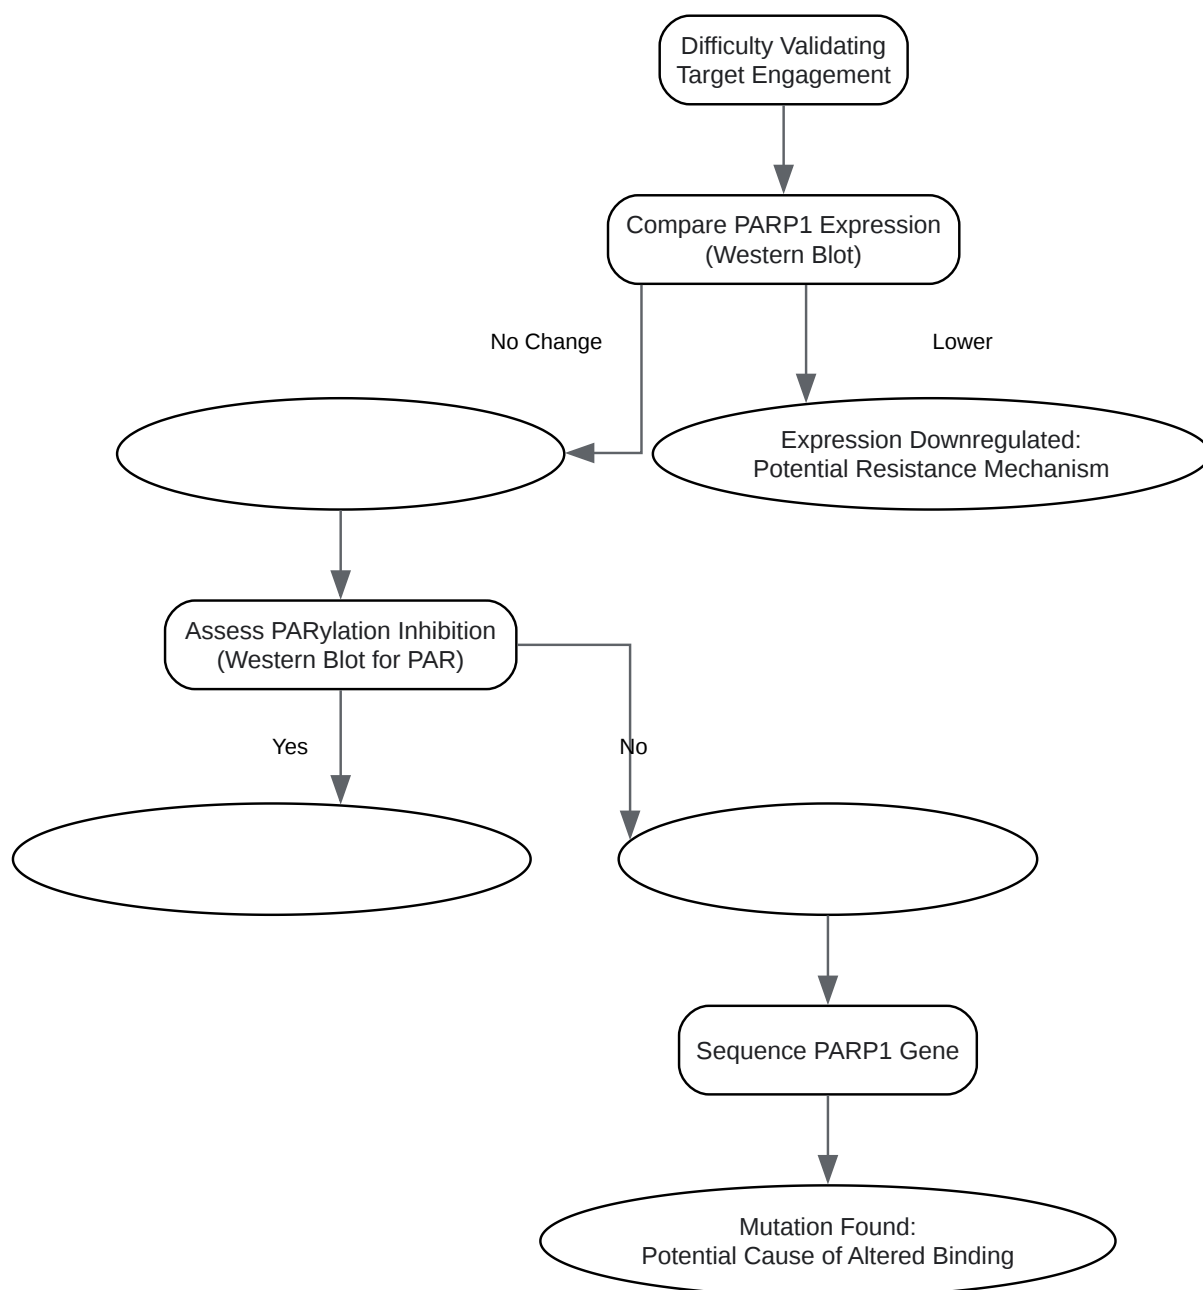 Difficulty Validating
Target Engagement
Compare PARP1 Expression
(Western Blot)
No Change
Lower
Expression Downregulated:
Potential Resistance Mechanism
Assess PARylation Inhibition
(Western Blot for PAR)
Yes
No
Sequence PARP1 Gene
Mutation Found:
Potential Cause of Altered Binding